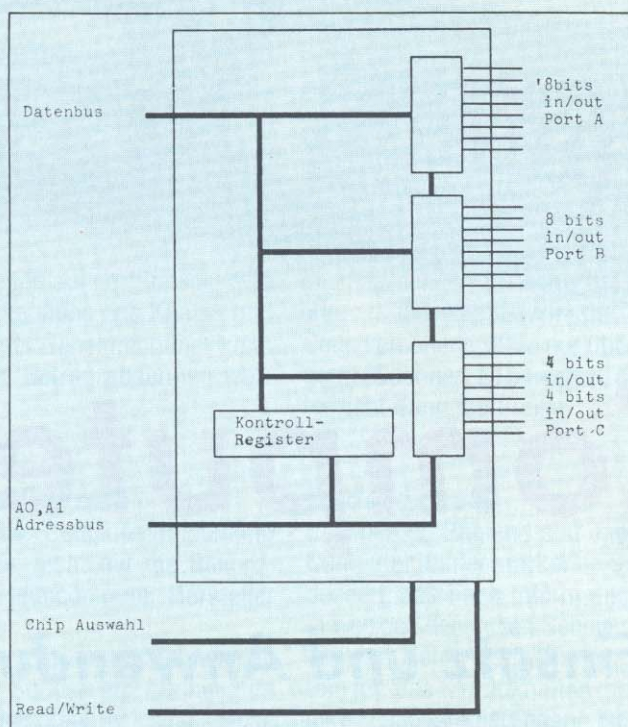 Datenbus
'8bits
in/out
Port A
8 bits
in/out
Port B
4 bits
in/out
4 bits
in/out
Port C
Kontroll-
Register
A0,A1
Adressbus
Chip Auswahl
Read/Write